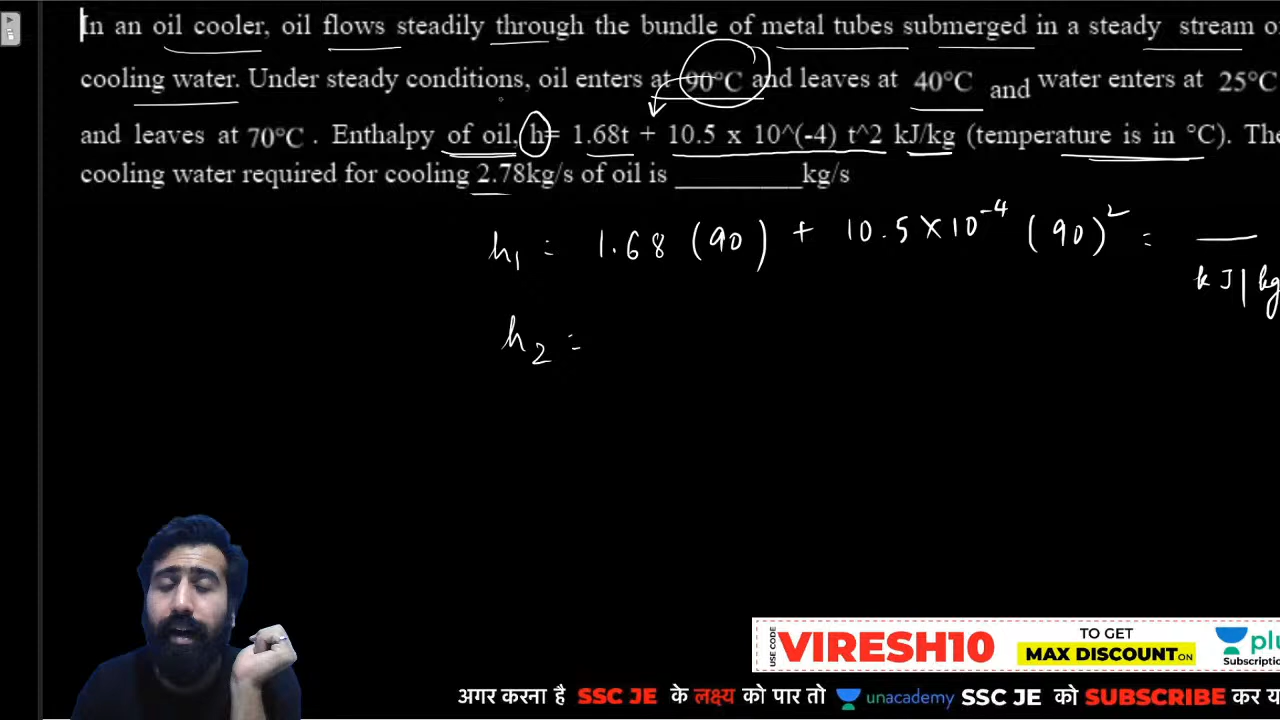 In an oil cooler, oil flows steadily through the bundle of metal tubes submerged in a steady stream of
cooling water. Under steady conditions, oil enters at 90°C and leaves at 40°C and water enters at 25°C
and leaves at 70°C . Enthalpy of oil, h= 1.68t + 10.5 x 10^(-4) t^2 kJ/kg (temperature is in °C). The
cooling water required for cooling 2.78kg/s of oil is __________kg/s
h₁ = 1.68 (90) + 10.5 × 10⁻⁴ (90)² = __
kJ/kg
h₂ =
USE CODE VIRESH10 TO GET MAX DISCOUNT ON plu
Subscriptio
अगर करना है SSC JE के लक्ष्य को पार तो unacademy SSC JE को SUBSCRIBE कर